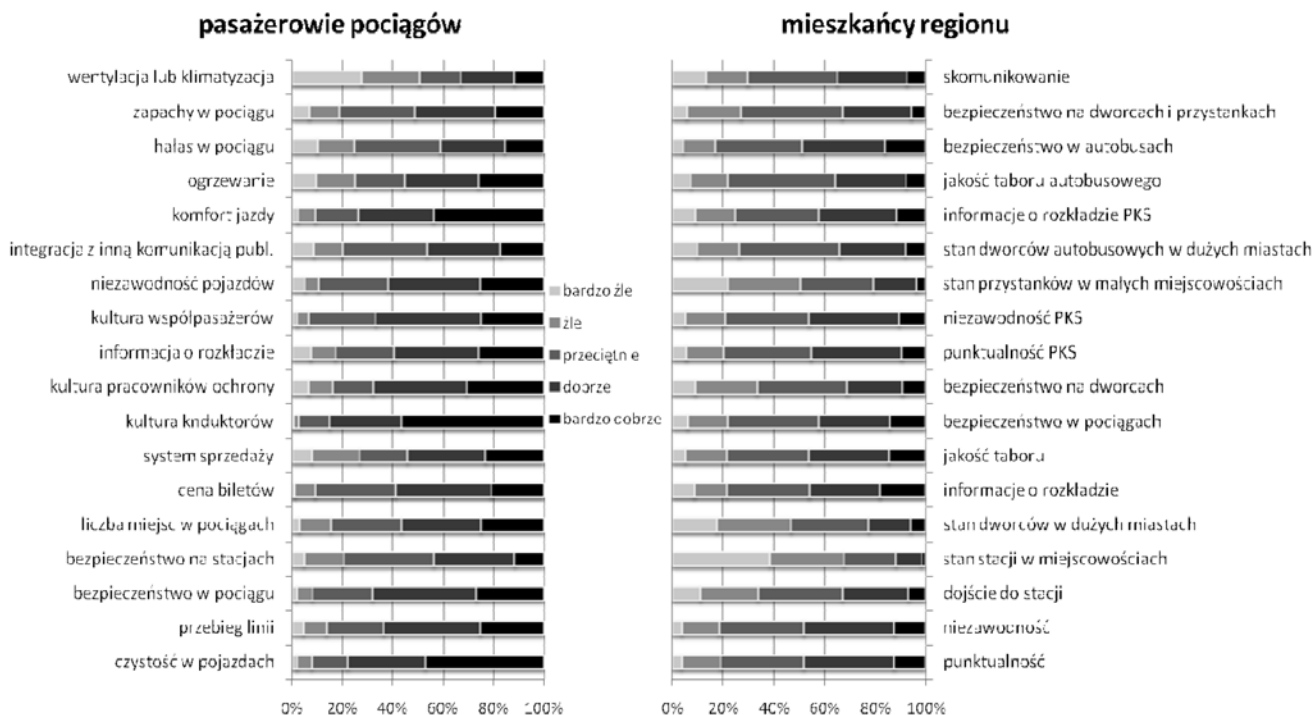 pasażerowie pociągów
wentylacja lub klimatyzacja
zapachy w pociągu
hałas w pociągu
ogrzewanie
komfort jazdy
integracja z inną komunikacją publ.
niezawodność pojazdów
kultura współpasażerów
informacja o rozkładzie
kultura pracowników ochrony
kultura knduktorów
system sprzedaży
cena biletów
liczba miejsc w pociągach
bezpieczeństwo na stacjach
bezpieczeństwo w pociągu
przebieg linii
czystość w pojazdach
0% 20% 40% 60% 80% 100%
bardzo źle
źle
przeciętnie
dobrze
bardzo dobrze
mieszkańcy regionu
skomunikowanie
bezpieczeństwo na dworcach i przystankach
bezpieczeństwo w autobusach
jakość taboru autobusowego
informacje o rozkładzie PKS
stan dworców autobusowych w dużych miastach
stan przystanków w małych miejscowościach
niezawodność PKS
punktualność PKS
bezpieczeństwo na dworcach
bezpieczeństwo w pociągach
jakość taboru
informacje o rozkładzie
stan dworców w dużych miastach
stan stacji w miejscowościach
dojście do stacji
niezawodność
punktualność
0% 20% 40% 60% 80% 100%